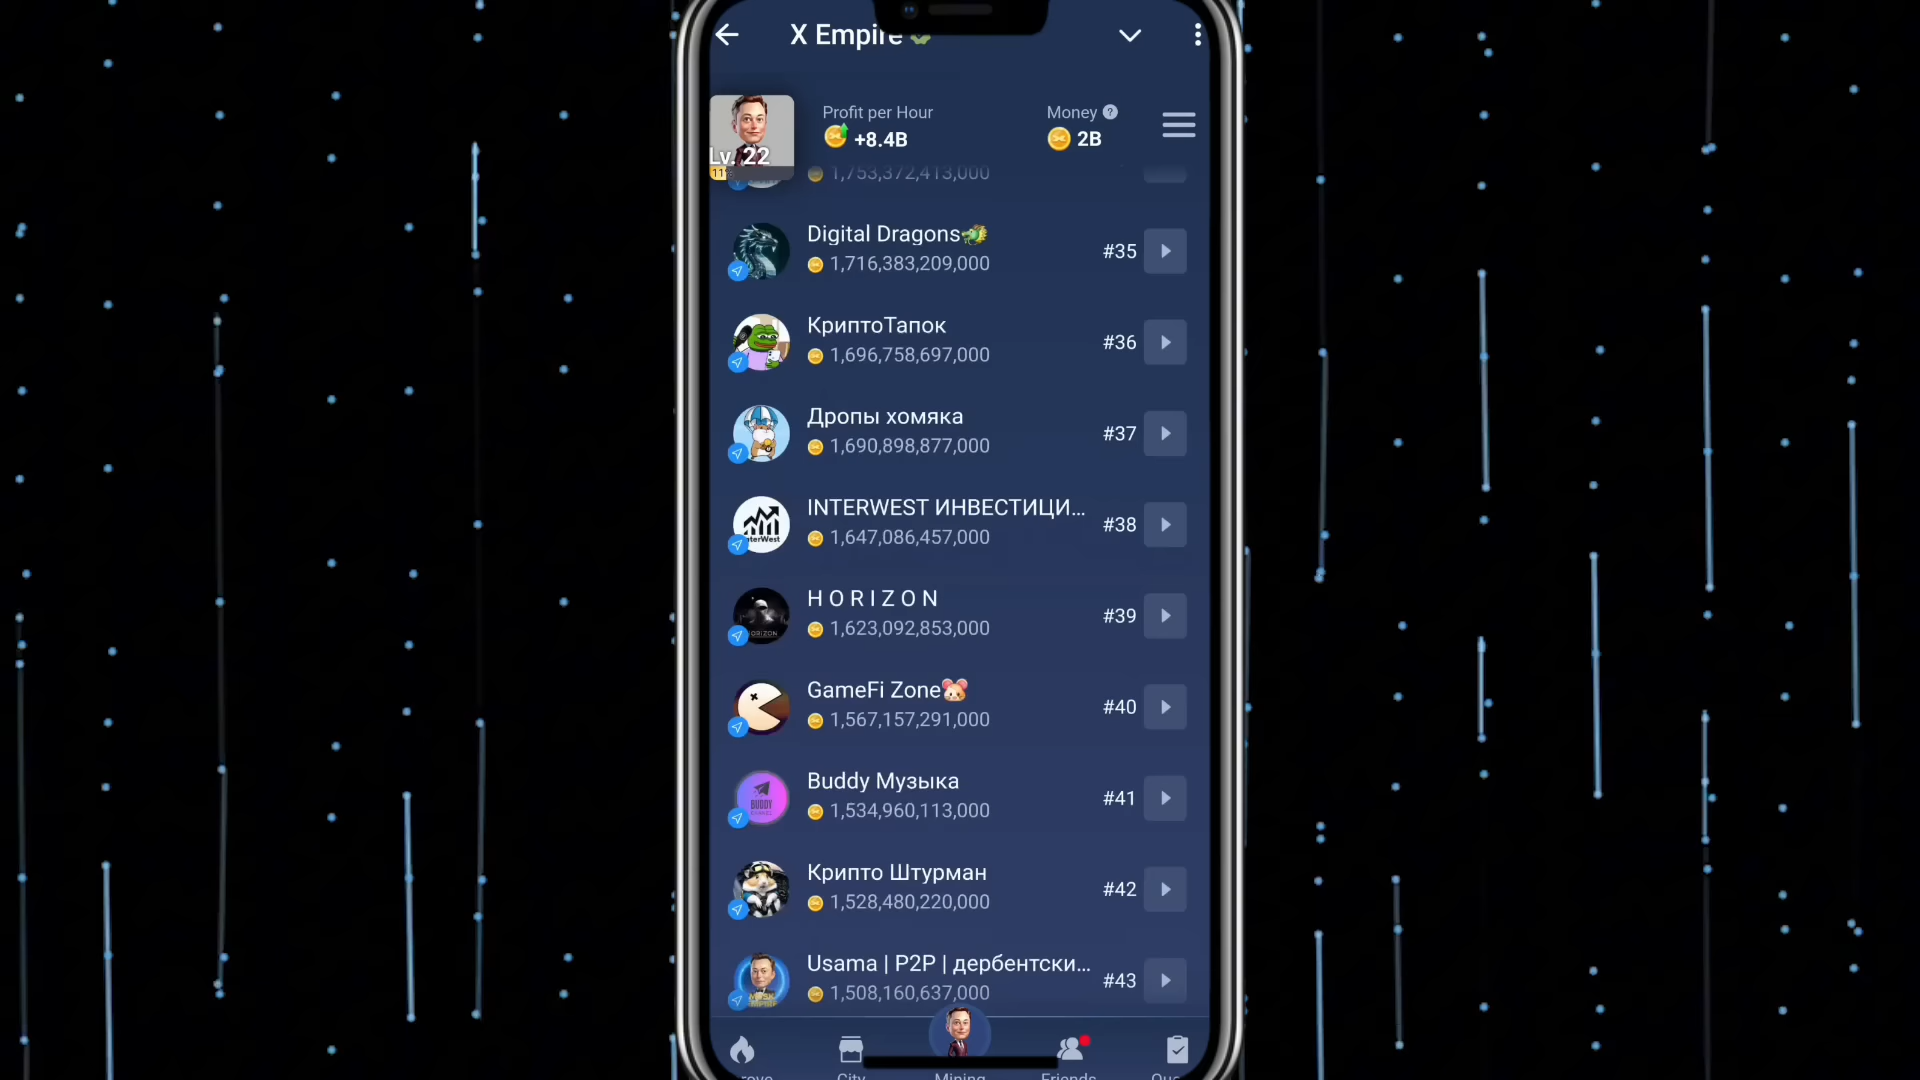 X Empire
Profit per Hour
+8.4B
Money ?
2B
Lv. 22
1,753,372,413,000
Digital Dragons🐲
1,716,383,209,000
#35
КриптоТапок
1,696,758,697,000
#36
Дропы хомяка
1,690,898,877,000
#37
INTERWEST ИНВЕСТИЦИ...
1,647,086,457,000
#38
H O R I Z O N
1,623,092,853,000
#39
GameFi Zone🐹
1,567,157,291,000
#40
Buddy Музыка
1,534,960,113,000
#41
BUDDY
Крипто Штурман
1,528,480,220,000
#42
Usama | P2P | дербентски...
1,508,160,637,000
#43
City
Mining
Friends